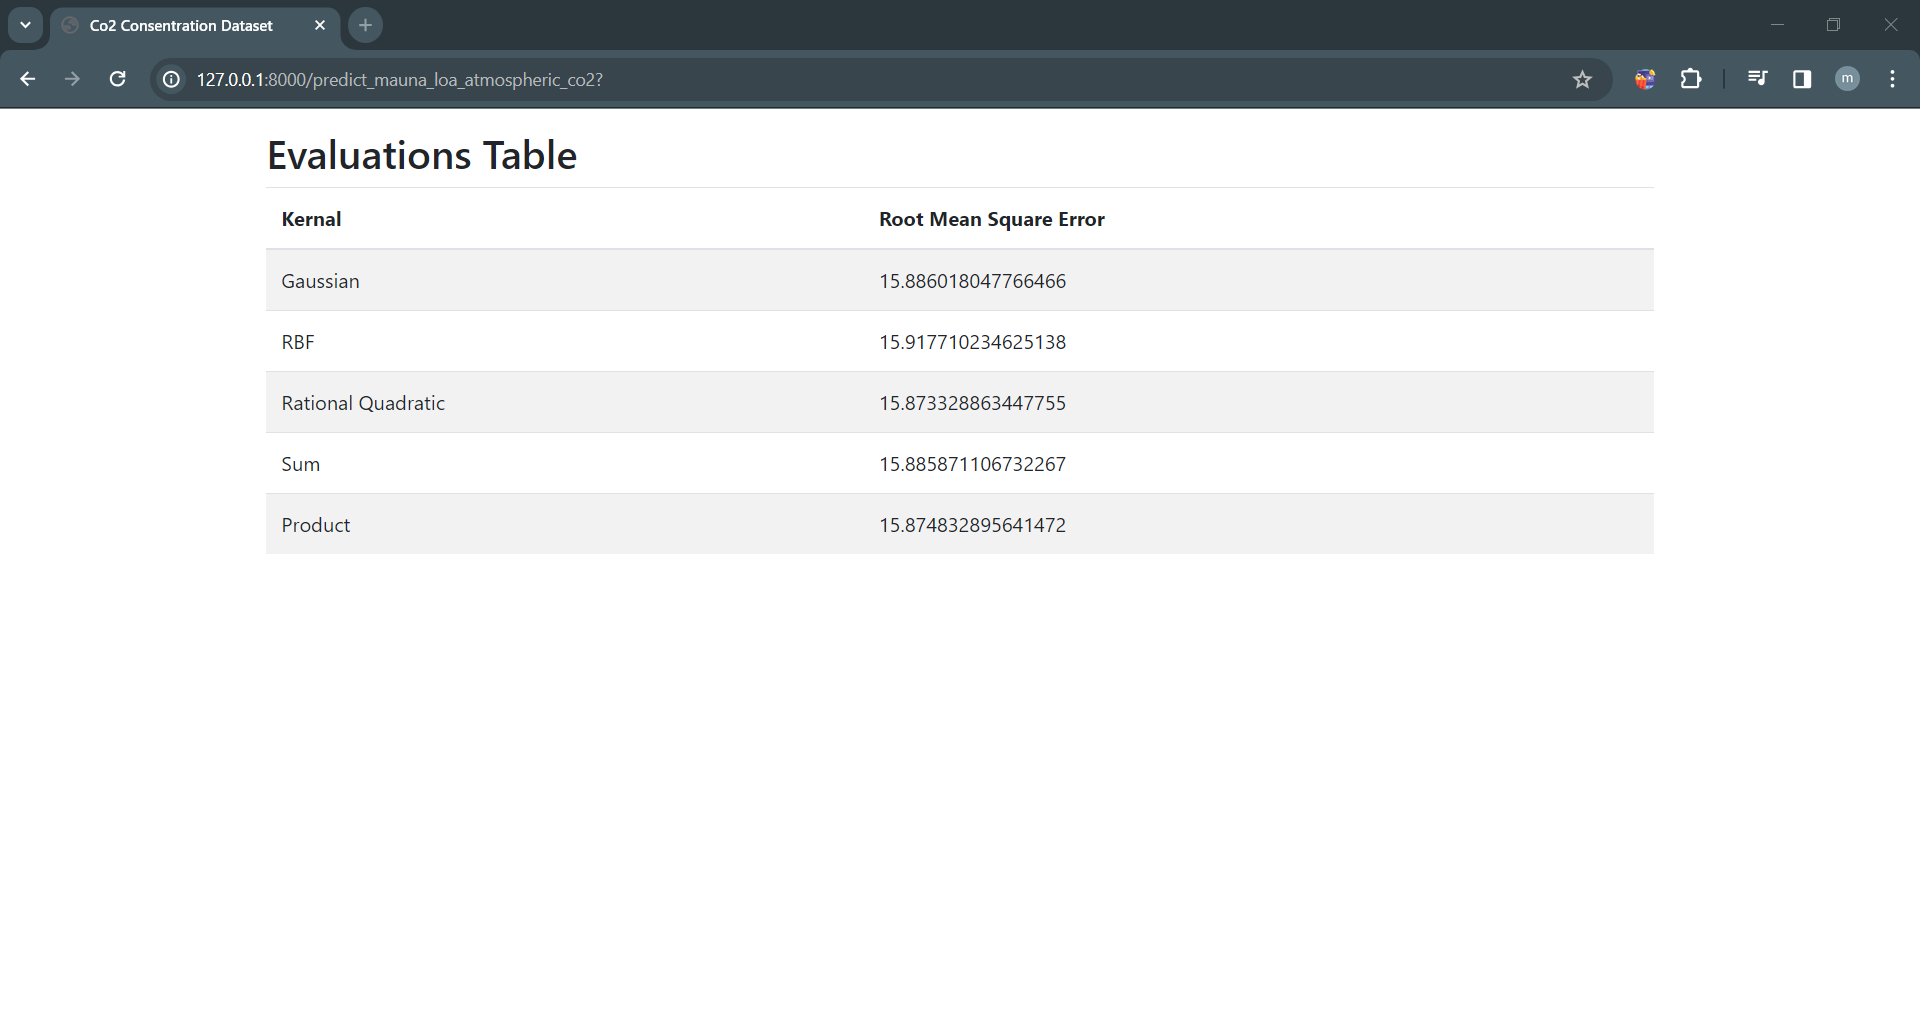 Co2 Consentration Dataset
127.0.0.1:8000/predict_mauna_loa_atmospheric_co2?
m
Evaluations Table
Kernal Root Mean Square Error
Gaussian 15.886018047766466
RBF 15.917710234625138
Rational Quadratic 15.873328863447755
Sum 15.885871106732267
Product 15.874832895641472